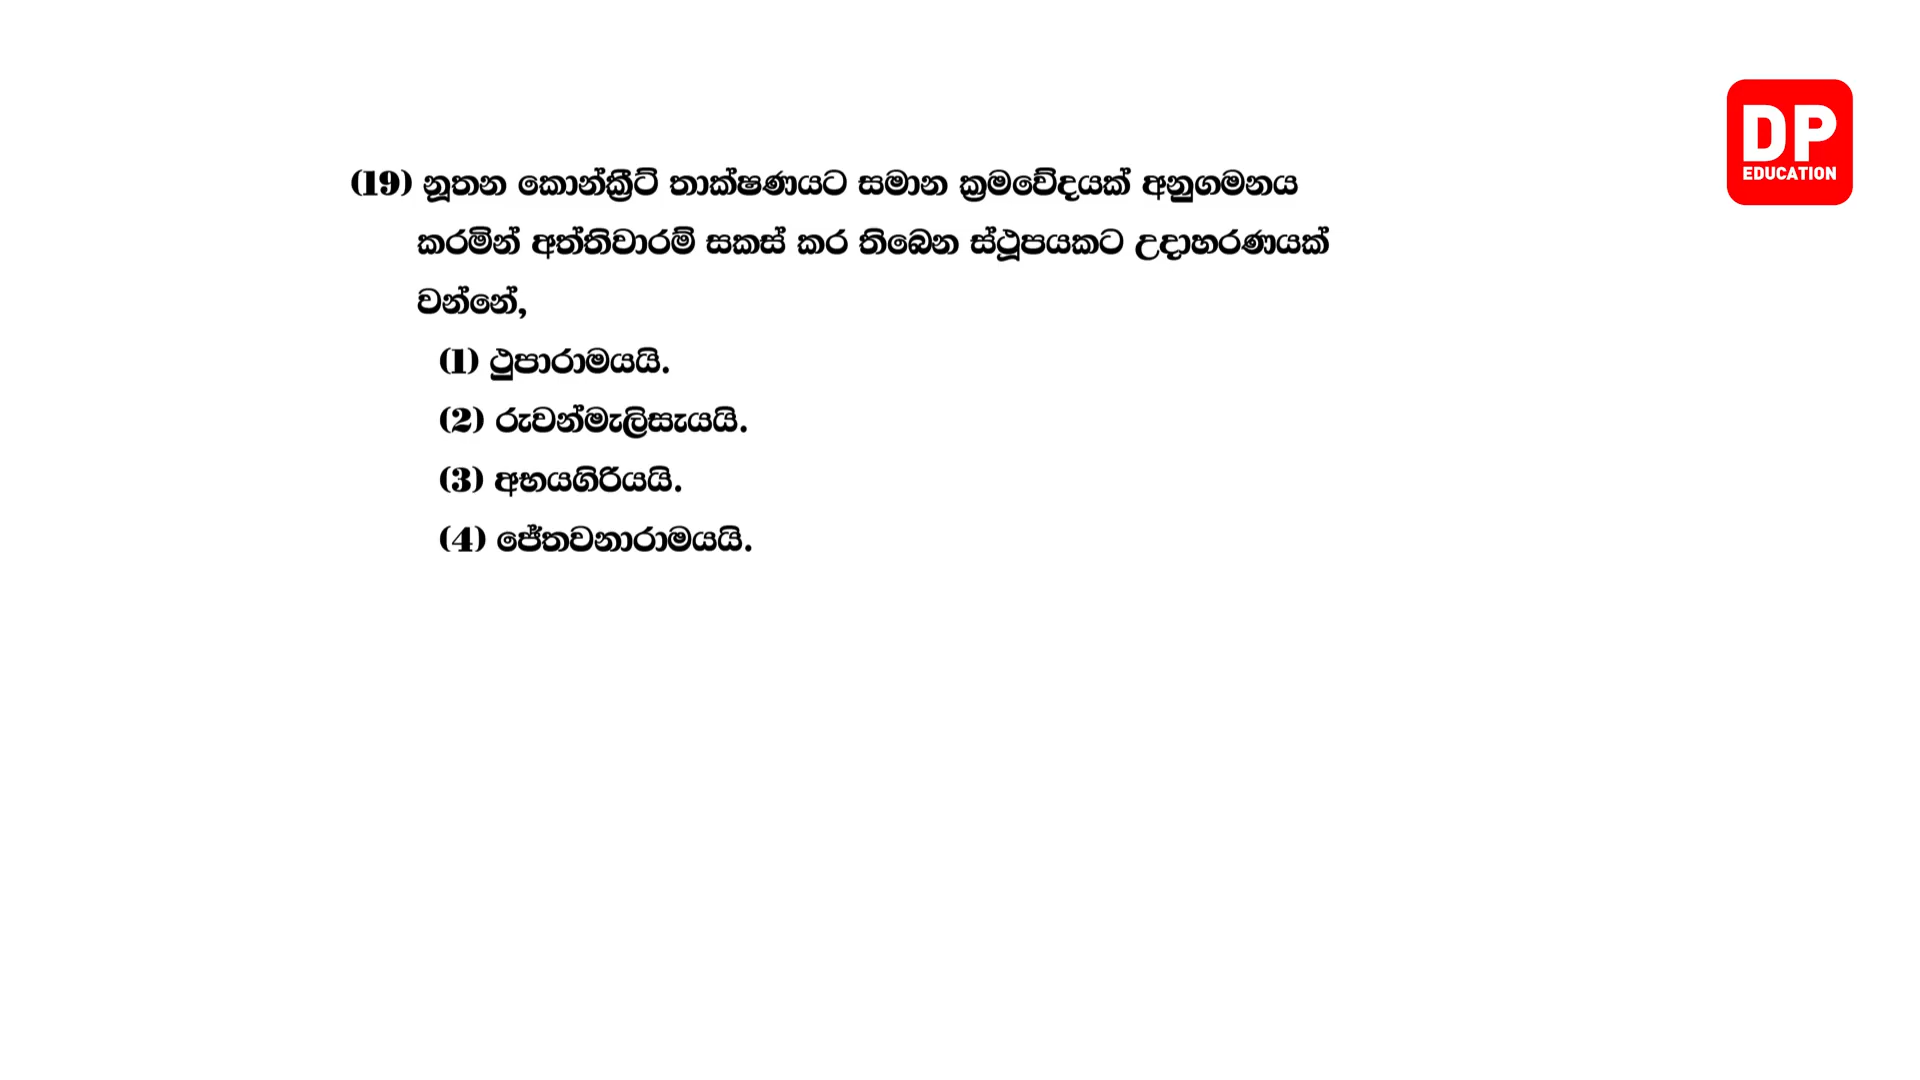 DP
EDUCATION
(19) නූතන කොන්ක්‍රීට් තාක්ෂණයට සමාන ක්‍රමවේදයක් අනුගමනය
කරමින් අත්තිවාරම් සකස් කර තිබෙන ස්ථූපයකට උදාහරණයක්
වන්නේ,
(1) ථුපාරාමයයි.
(2) රුවන්මැලිසැයයි.
(3) අභයගිරියයි.
(4) ජේතවනාරාමයයි.